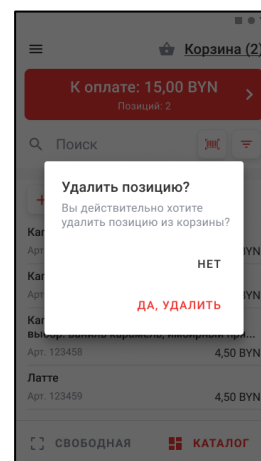 Корзина (2)
К оплате: 15,00 BYN
Позиций: 2
Поиск
Удалить позицию?
Вы действительно хотите
удалить позицию из корзины?
НЕТ
ДА, УДАЛИТЬ
Арт. 123458 4,50 BYN
Латте
Арт. 123459 4,50 BYN
СВОБОДНАЯ КАТАЛОГ